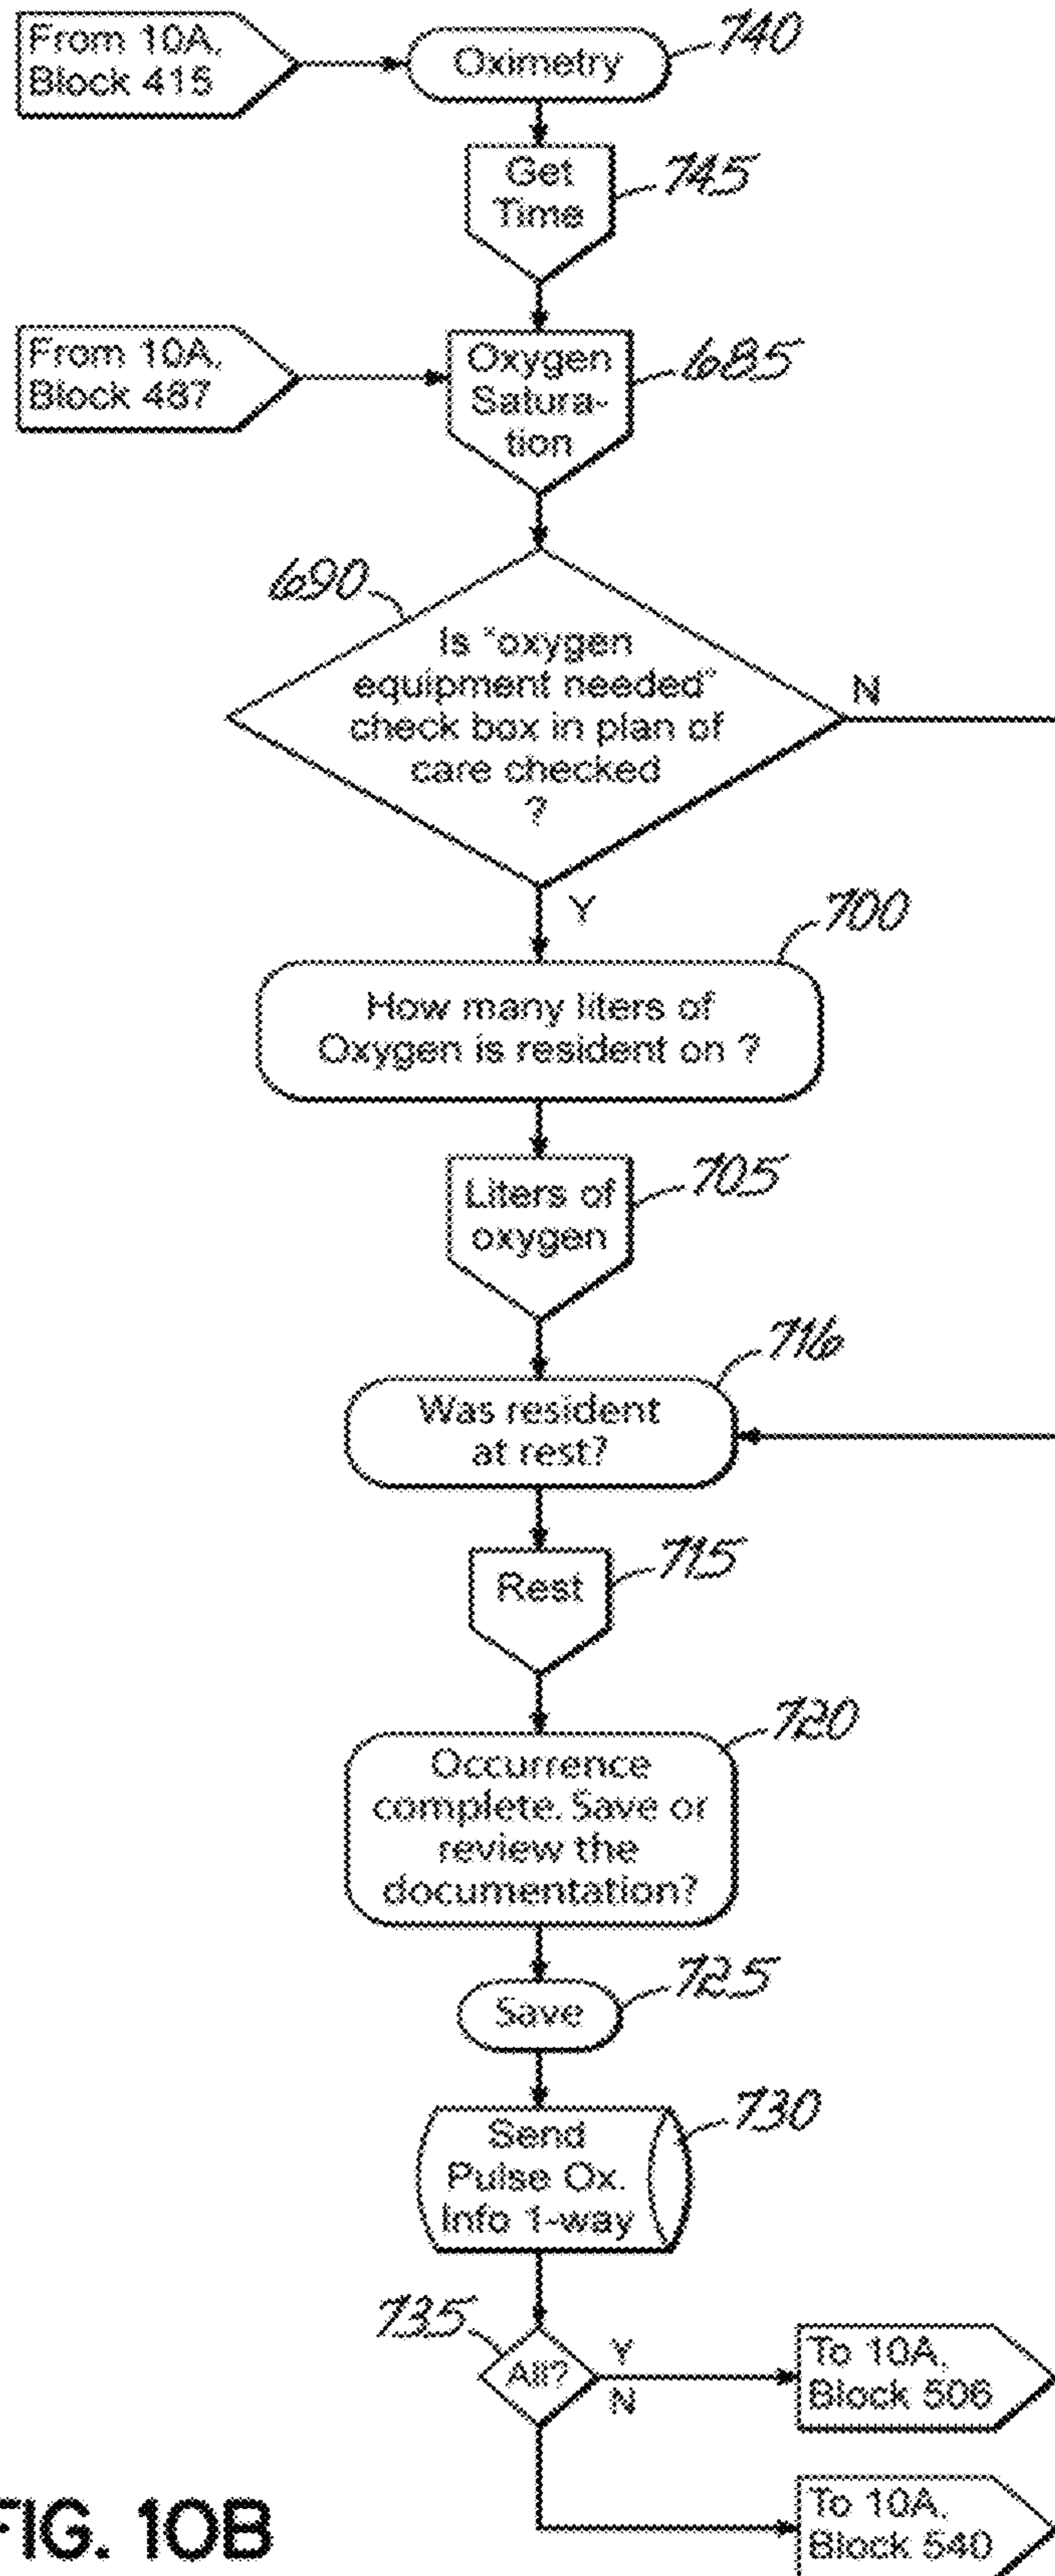 From 10A,
Block 415
Oximetry
740
Get
Time
745
From 10A,
Block 487
Oxygen
Satura-
tion
685
690
Is "oxygen
equipment needed"
check box in plan of
care checked
?
N
Y
700
How many liters of
Oxygen is resident on ?
Liters of
oxygen
705
716
Was resident
at rest?
Rest
715
720
Occurrence
complete. Save or
review the
documentation?
Save
725
Send
Pulse Ox.
Info 1-way
730
735
All?
Y
N
To 10A,
Block 506
To 10A,
Block 540
FIG. 10B